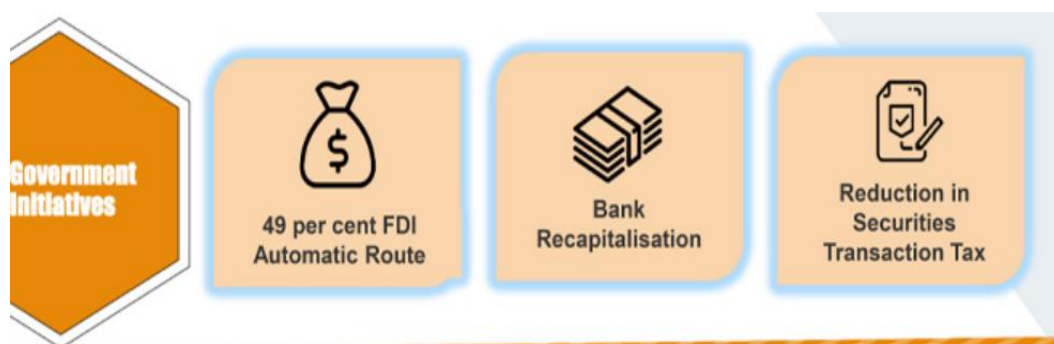 Government
Initiatives
$
49 per cent FDI
Automatic Route
Bank
Recapitalisation
Reduction in
Securities
Transaction Tax